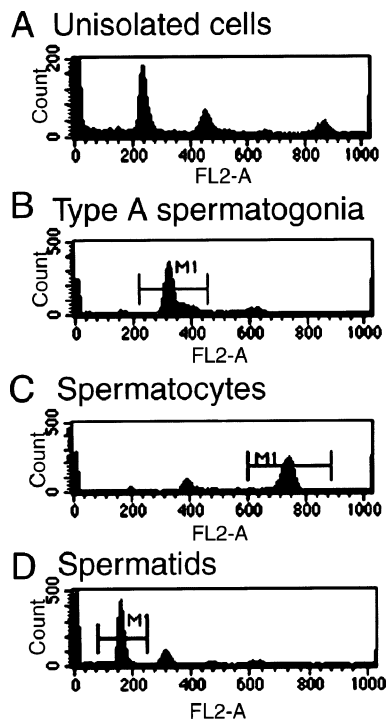 A Unisolated cells
200
Count
0
0 200 400 600 800 1000
FL2-A
B Type A spermatogonia
500
M1
Count
0
0 200 400 600 800 1000
FL2-A
C Spermatocytes
500
M1
Count
0
0 200 400 600 800 1000
FL2-A
D Spermatids
500
M1
Count
0
0 200 400 600 800 1000
FL2-A